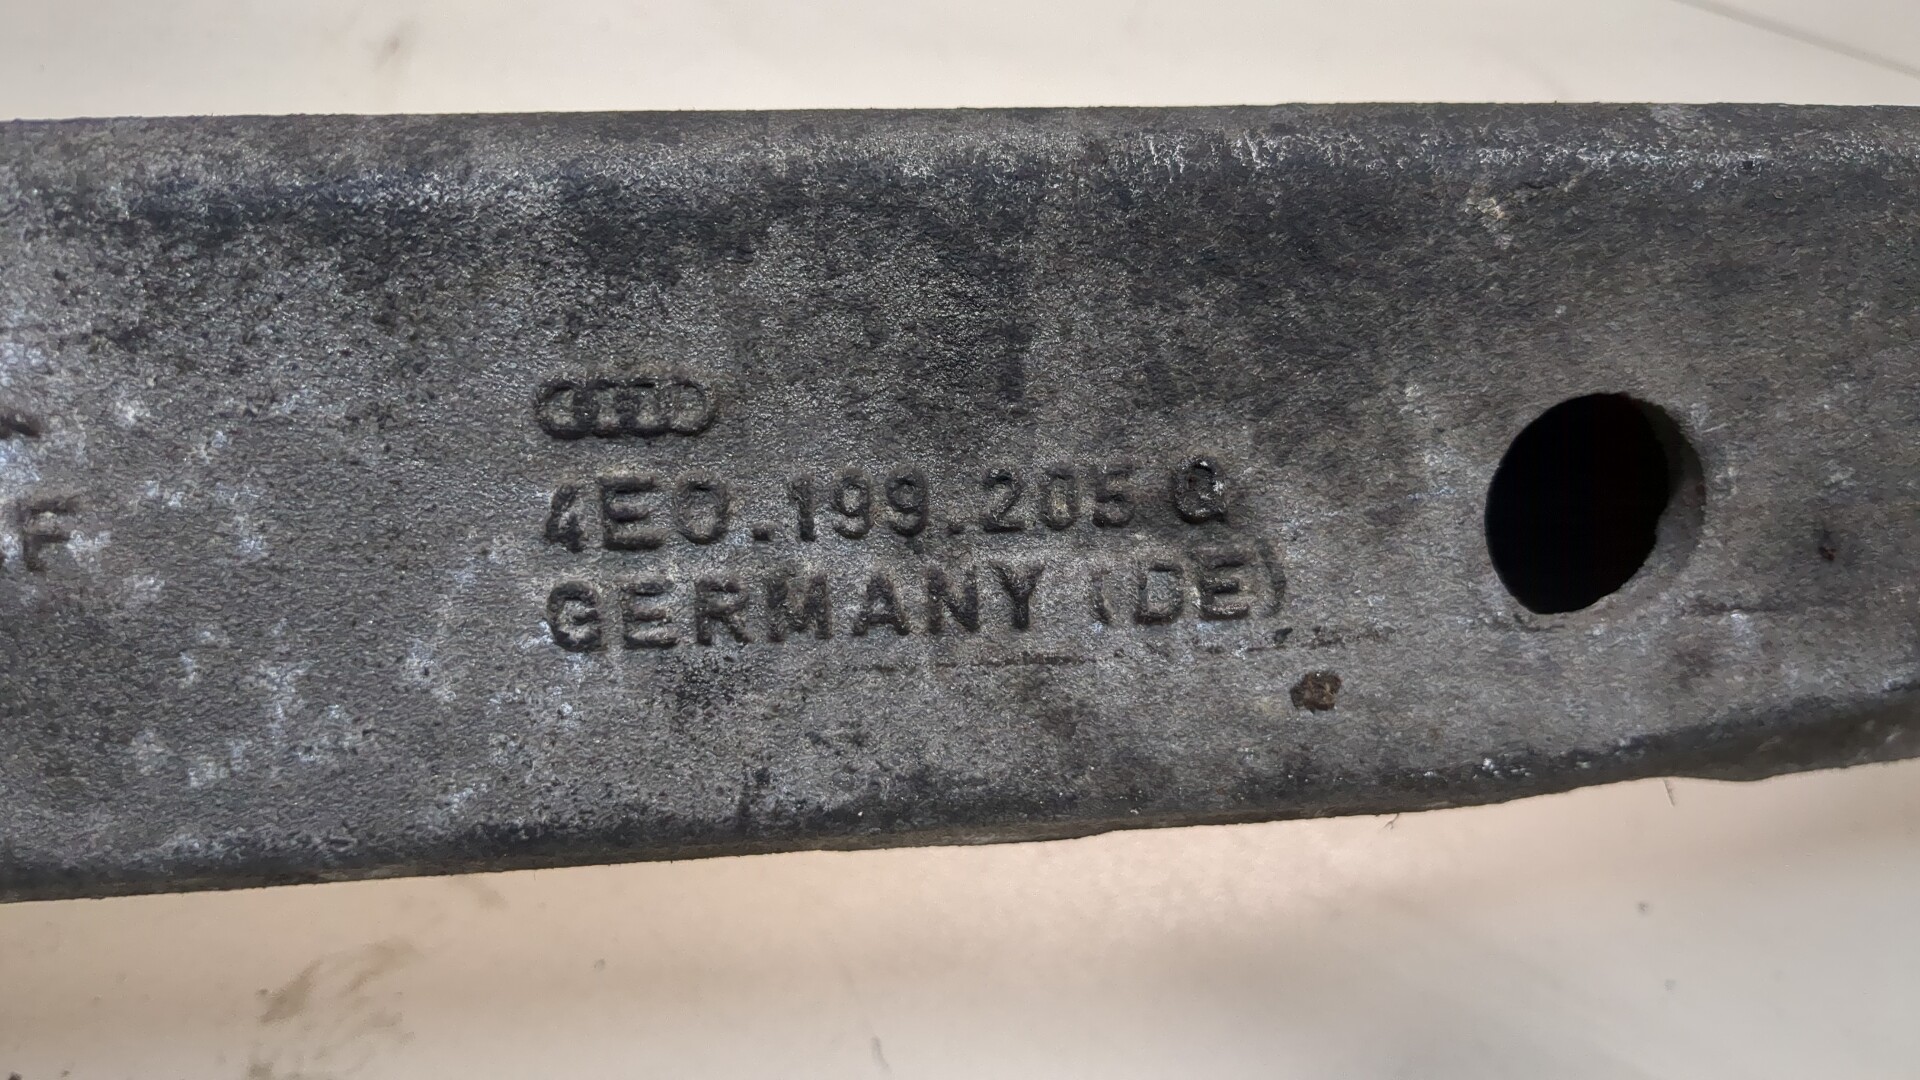 4E0.199.205 Q
GERMANY (DE)
F